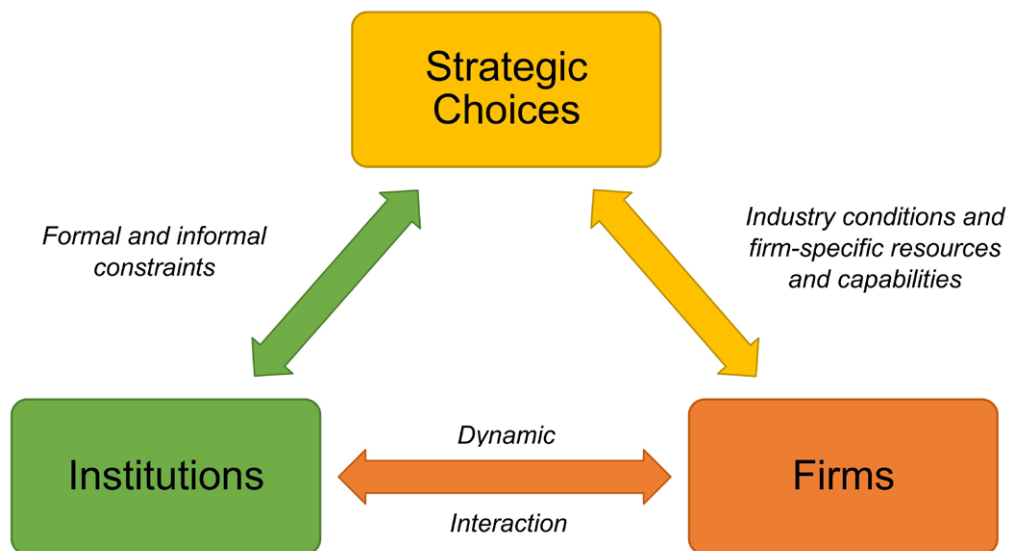 Strategic
Choices
Formal and informal
constraints
Industry conditions and
firm-specific resources
and capabilities
Institutions
Dynamic
Interaction
Firms